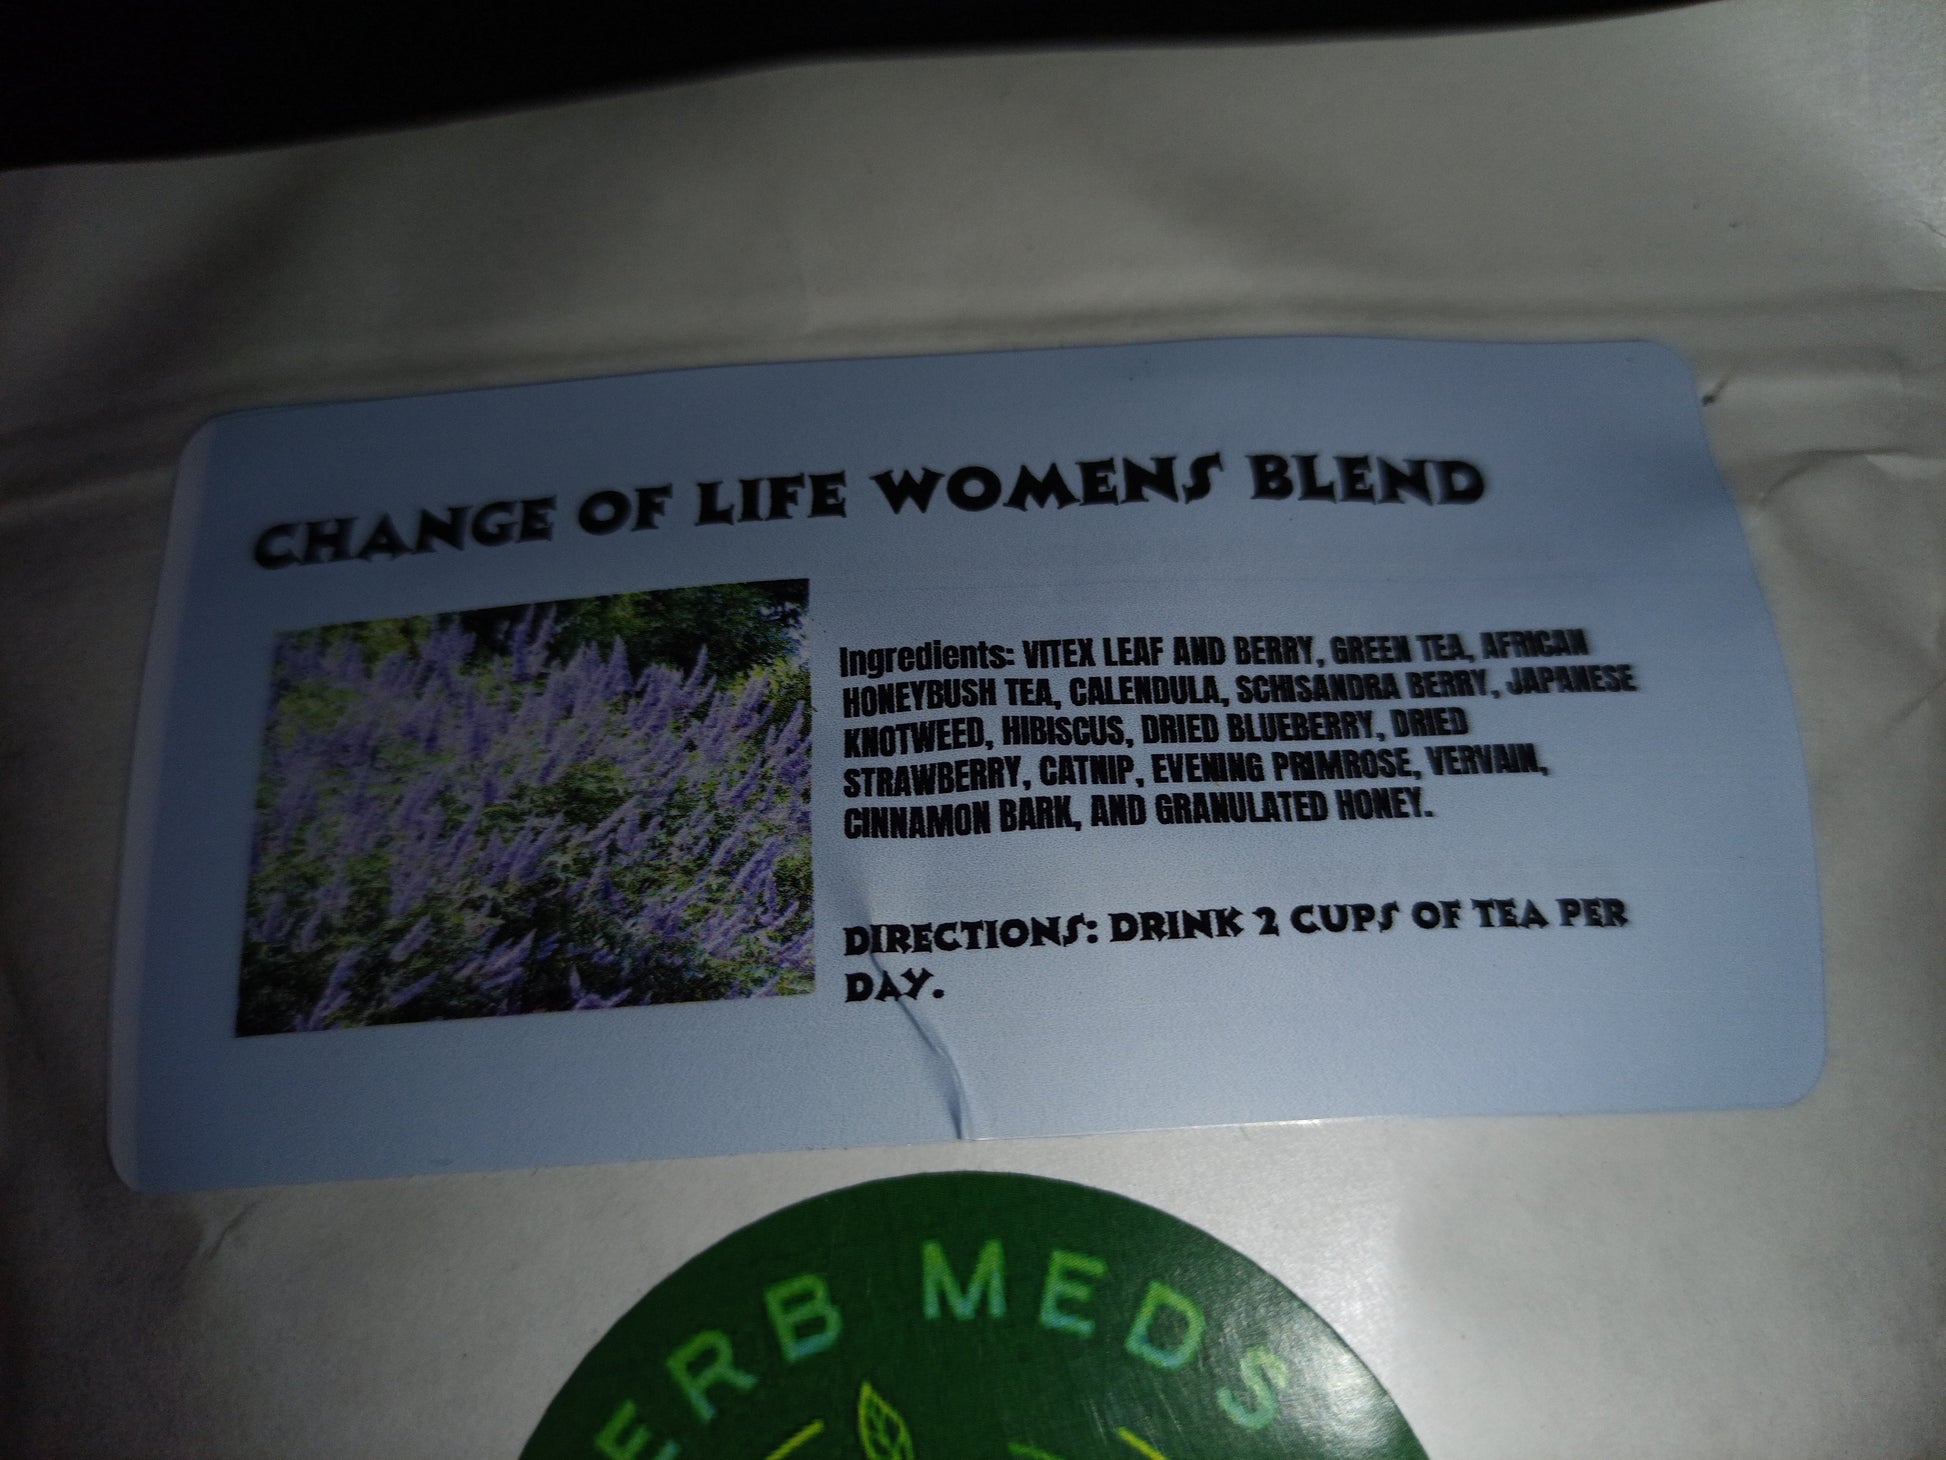 CHANGE OF LIFE WOMENS BLEND
Ingredients: VITEX LEAF AND BERRY, GREEN TEA, AFRICAN
HONEYBUSH TEA, CALENDULA, SCHISANDRA BERRY, JAPANESE
KNOTWEED, HIBISCUS, DRIED BLUEBERRY, DRIED
STRAWBERRY, CATNIP, EVENING PRIMROSE, VERVAIN,
CINNAMON BARK, AND GRANULATED HONEY.
DIRECTIONS: DRINK 2 CUPS OF TEA PER
DAY.
ERB MEDS